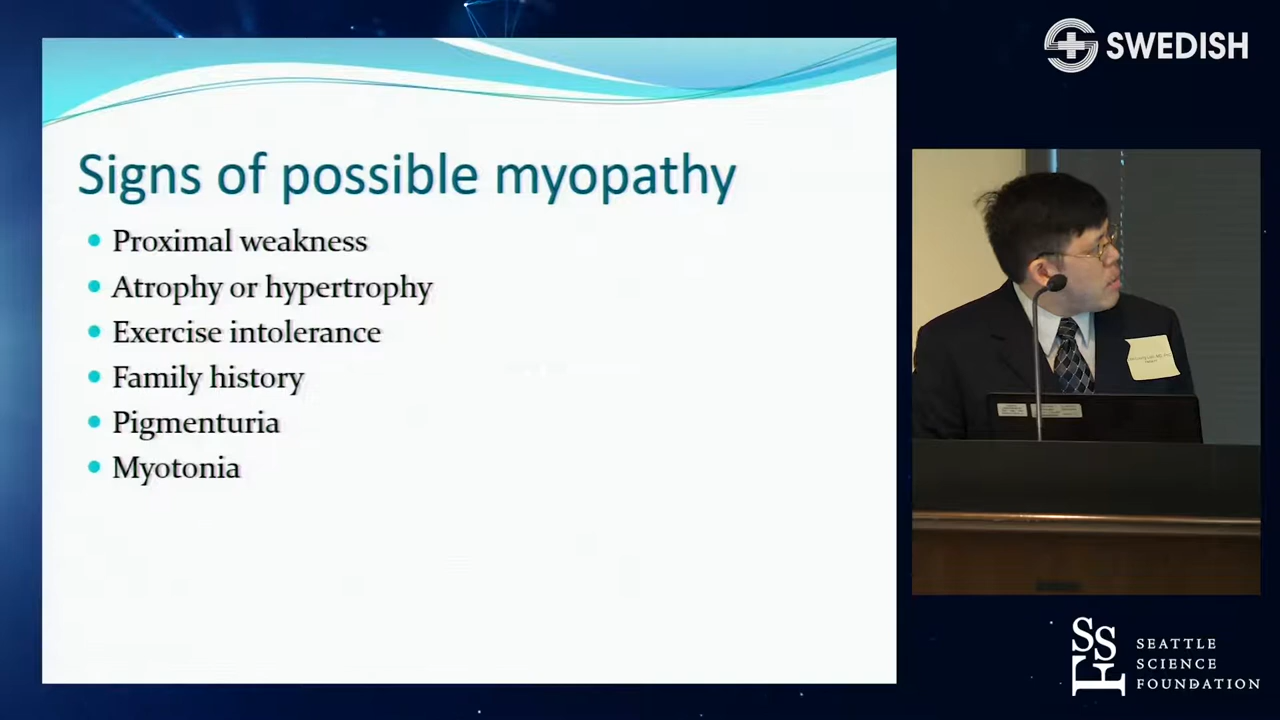 SWEDISH
Signs of possible myopathy
Proximal weakness
Atrophy or hypertrophy
Exercise intolerance
Family history
Pigmenturia
Myotonia
SSF
SEATTLE
SCIENCE
FOUNDATION